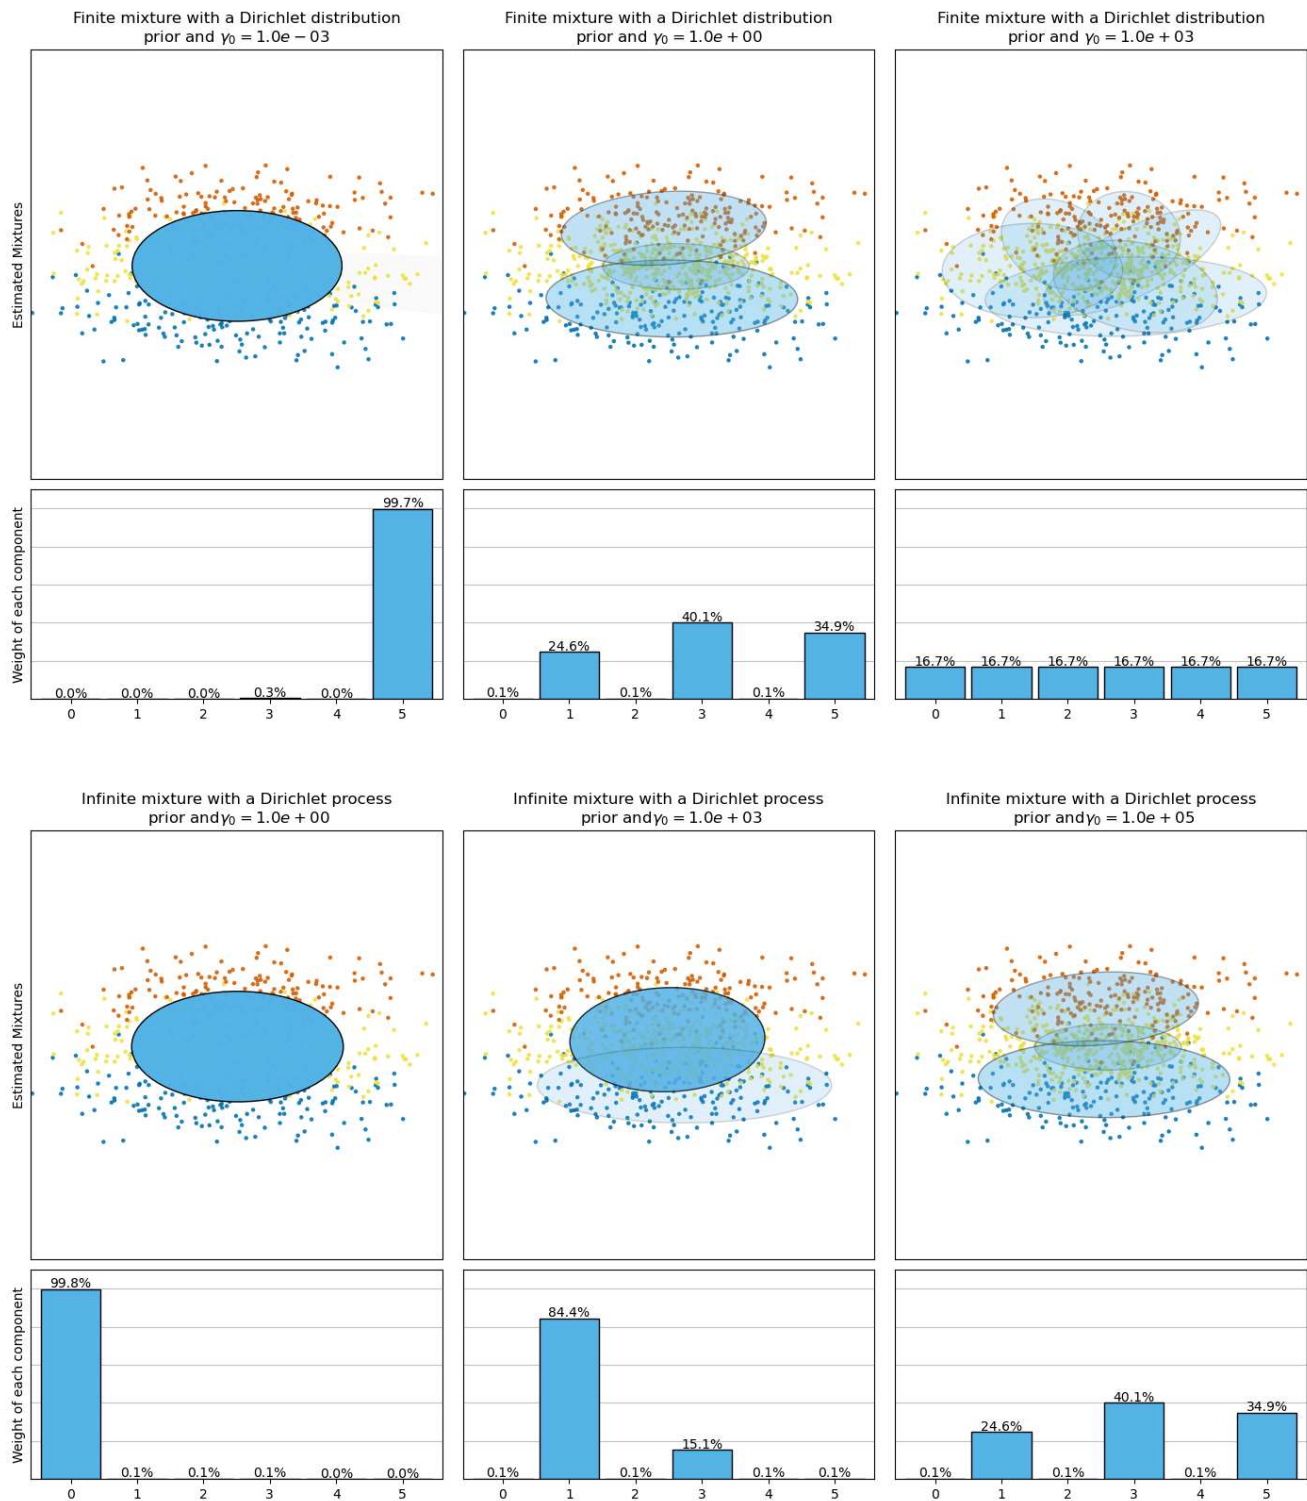 Finite mixture with a Dirichlet distribution
prior and γ₀ = 1.0e − 03
Finite mixture with a Dirichlet distribution
prior and γ₀ = 1.0e + 00
Finite mixture with a Dirichlet distribution
prior and γ₀ = 1.0e + 03
Estimated Mixtures
Weight of each component
99.7%
0.0% 0.0% 0.0% 0.3% 0.0%
0 1 2 3 4 5
40.1%
34.9%
24.6%
0.1% 0.1% 0.1%
0 1 2 3 4 5
16.7% 16.7% 16.7% 16.7% 16.7% 16.7%
0 1 2 3 4 5
Infinite mixture with a Dirichlet process
prior andγ₀ = 1.0e + 00
Infinite mixture with a Dirichlet process
prior andγ₀ = 1.0e + 03
Infinite mixture with a Dirichlet process
prior andγ₀ = 1.0e + 05
Estimated Mixtures
Weight of each component
99.8%
0.1% 0.1% 0.1% 0.0% 0.0%
0 1 2 3 4 5
84.4%
15.1%
0.1% 0.1% 0.1% 0.1%
0 1 2 3 4 5
40.1%
34.9%
24.6%
0.1% 0.1% 0.1%
0 1 2 3 4 5